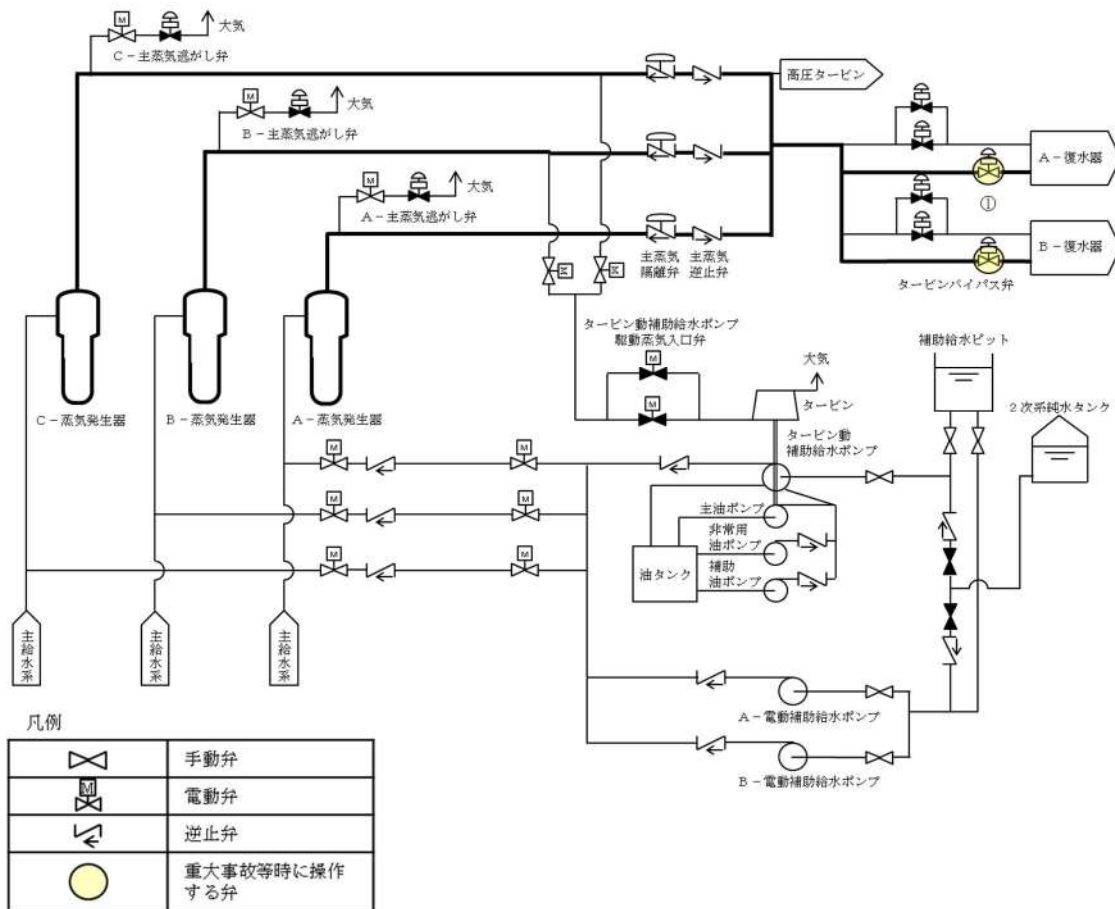 M
大気
C－主蒸気逃がし弁
M
大気
B－主蒸気逃がし弁
M
大気
A－主蒸気逃がし弁
高圧タービン
A－復水器
①
B－復水器
タービンバイパス弁
主蒸気
隔離弁
主蒸気
逆止弁
M
M
C－蒸気発生器
B－蒸気発生器
A－蒸気発生器
タービン動補助給水ポンプ
駆動蒸気入口弁
M
M
大気
タービン
タービン動
補助給水ポンプ
補助給水ピット
2次系純水タンク
M
M
M
M
M
M
主油ポンプ
非常用
油ポンプ
補助
油ポンプ
油タンク
主給水系
主給水系
主給水系
A－電動補助給水ポンプ
B－電動補助給水ポンプ
凡例
手動弁
M
電動弁
逆止弁
重大事故等時に操作
する弁